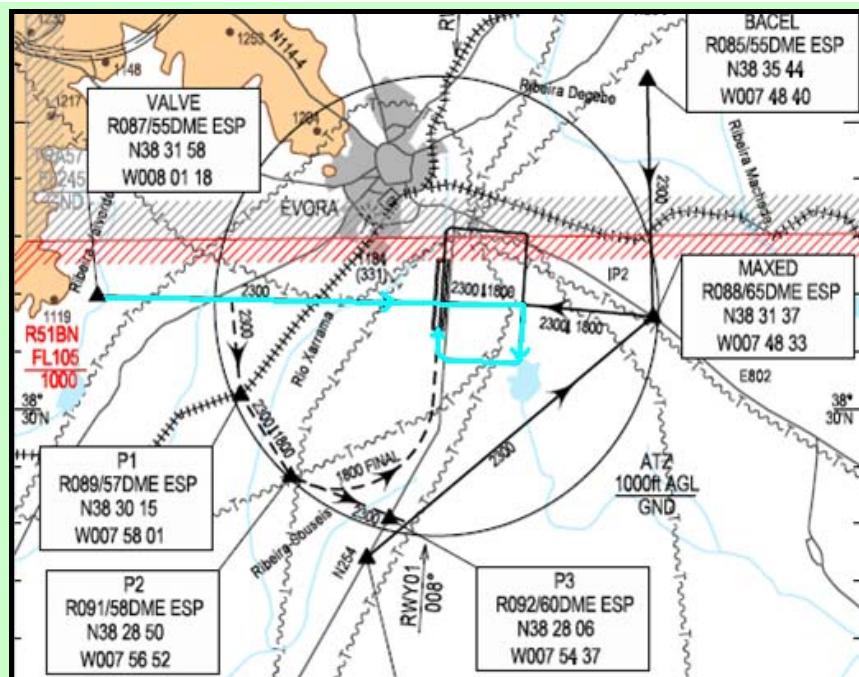 1230
1253
N114-4
1148
1217
1204
VALVE
R087/55DME ESP
N38 31 58
W008 01 18
BACEL
R085/55DME ESP
N38 35 44
W007 48 40
Ribeira Degebe
Ribeira Machede
2300
ÉVORA
1184
(331)
IP2
2300
2300 1800
2300 1800
MAXED
R088/65DME ESP
N38 31 37
W007 48 33
1119
R51BN
FL105
1000
2300
Rio Xarrama
E802
38°
30'N
38°
30'N
2300 1800
1800 FINAL
2300
2300
ATZ
1000ft AGL
GND
P1
R089/57DME ESP
N38 30 15
W007 58 01
N254
RWY01
008°
P2
R091/58DME ESP
N38 28 50
W007 56 52
P3
R092/60DME ESP
N38 28 06
W007 54 37